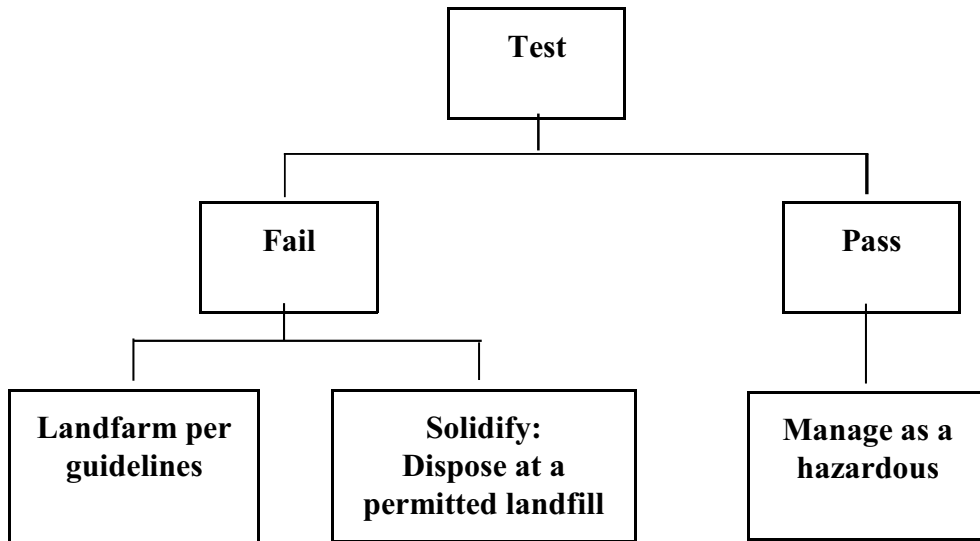 Test
Fail
Pass
Landfarm per
guidelines
Solidify:
Dispose at a
permitted landfill
Manage as a
hazardous